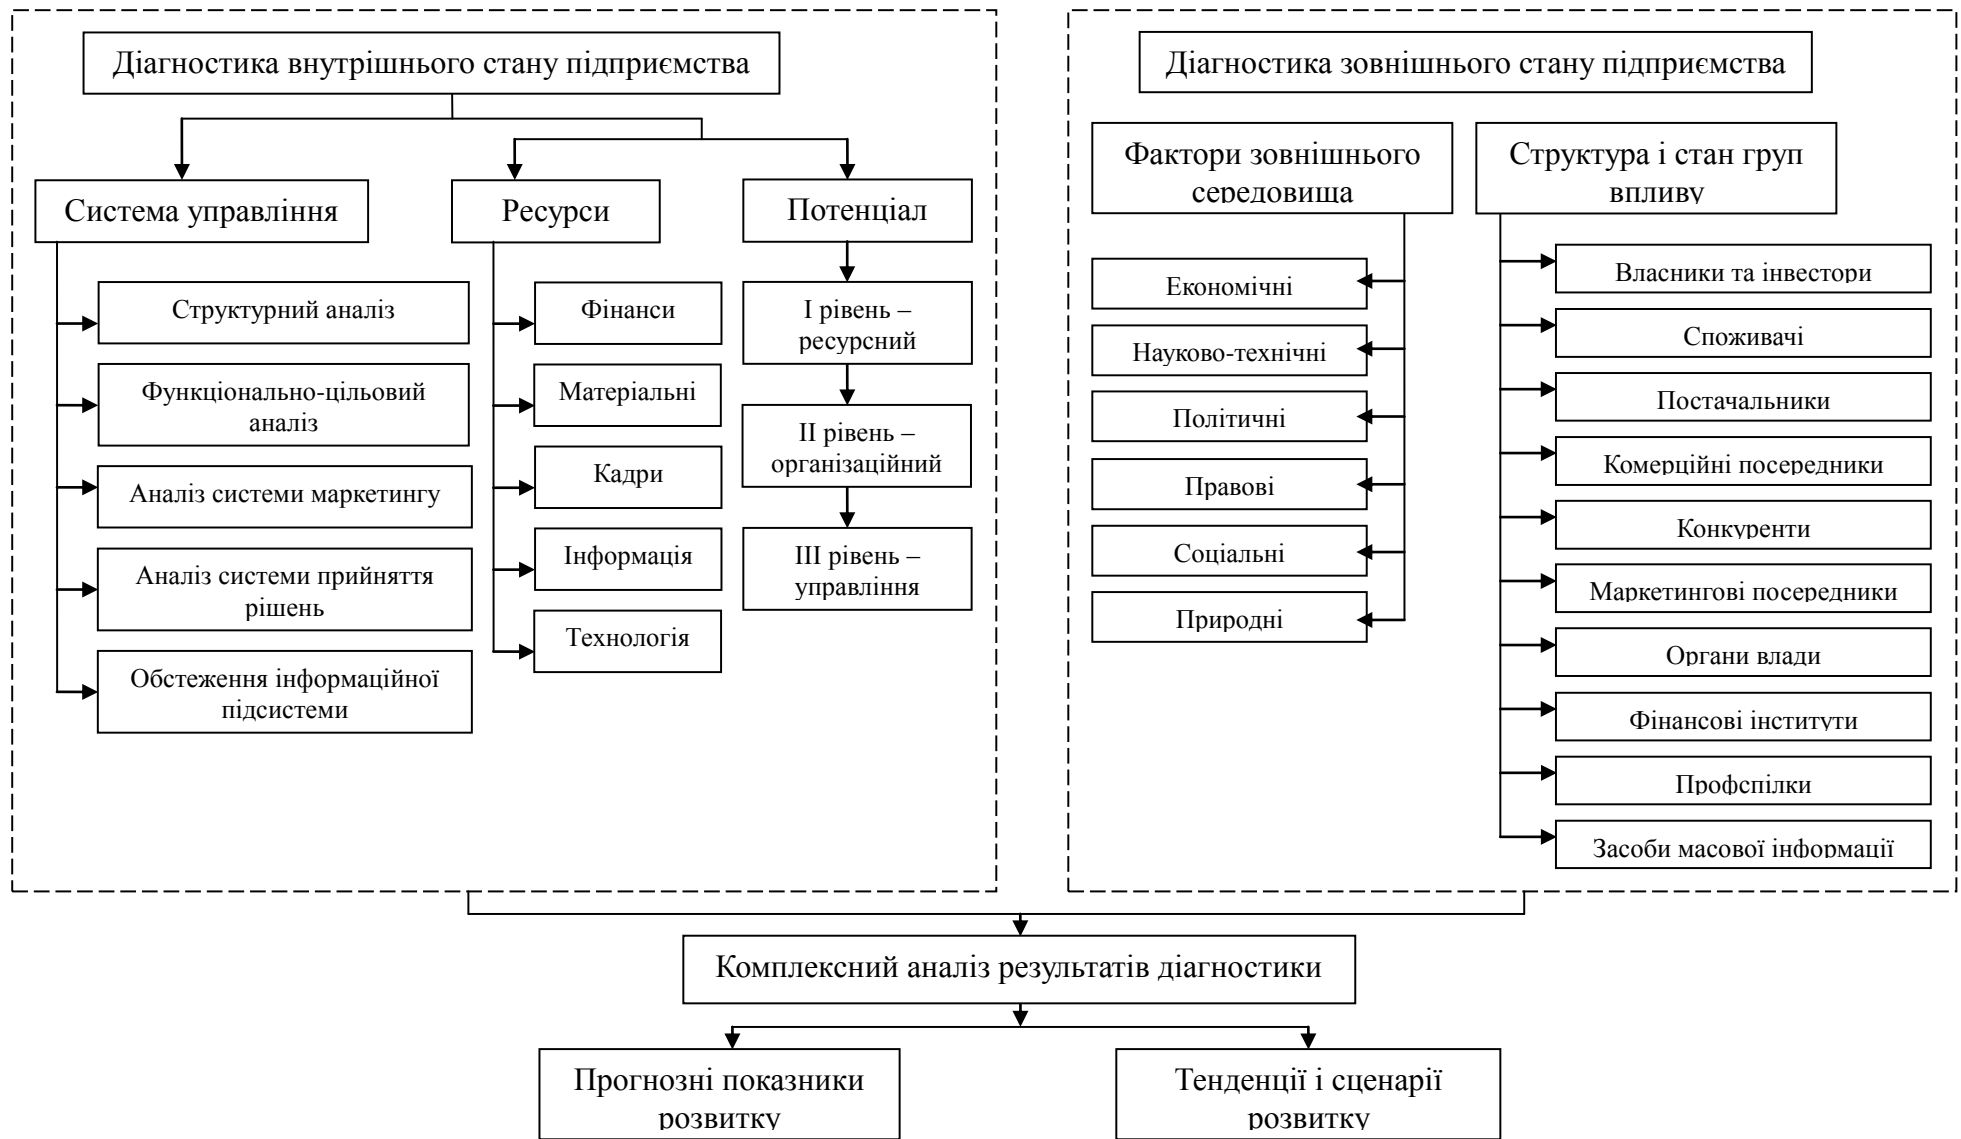 Діагностика внутрішнього стану підприємства
Система управління
Структурний аналіз
Функціонально-цільовий
аналіз
Аналіз системи маркетингу
Аналіз системи прийняття
рішень
Обстеження інформаційної
підсистеми
Ресурси
Фінанси
Матеріальні
Кадри
Інформація
Технологія
Потенціал
І рівень –
ресурсний
ІІ рівень –
організаційний
ІІІ рівень –
управління
Діагностика зовнішнього стану підприємства
Фактори зовнішнього
середовища
Економічні
Науково-технічні
Політичні
Правові
Соціальні
Природні
Структура і стан груп
впливу
Власники та інвестори
Споживачі
Постачальники
Комерційні посередники
Конкуренти
Маркетингові посередники
Органи влади
Фінансові інститути
Профспілки
Засоби масової інформації
Комплексний аналіз результатів діагностики
Прогнозні показники
розвитку
Тенденції і сценарії
розвитку